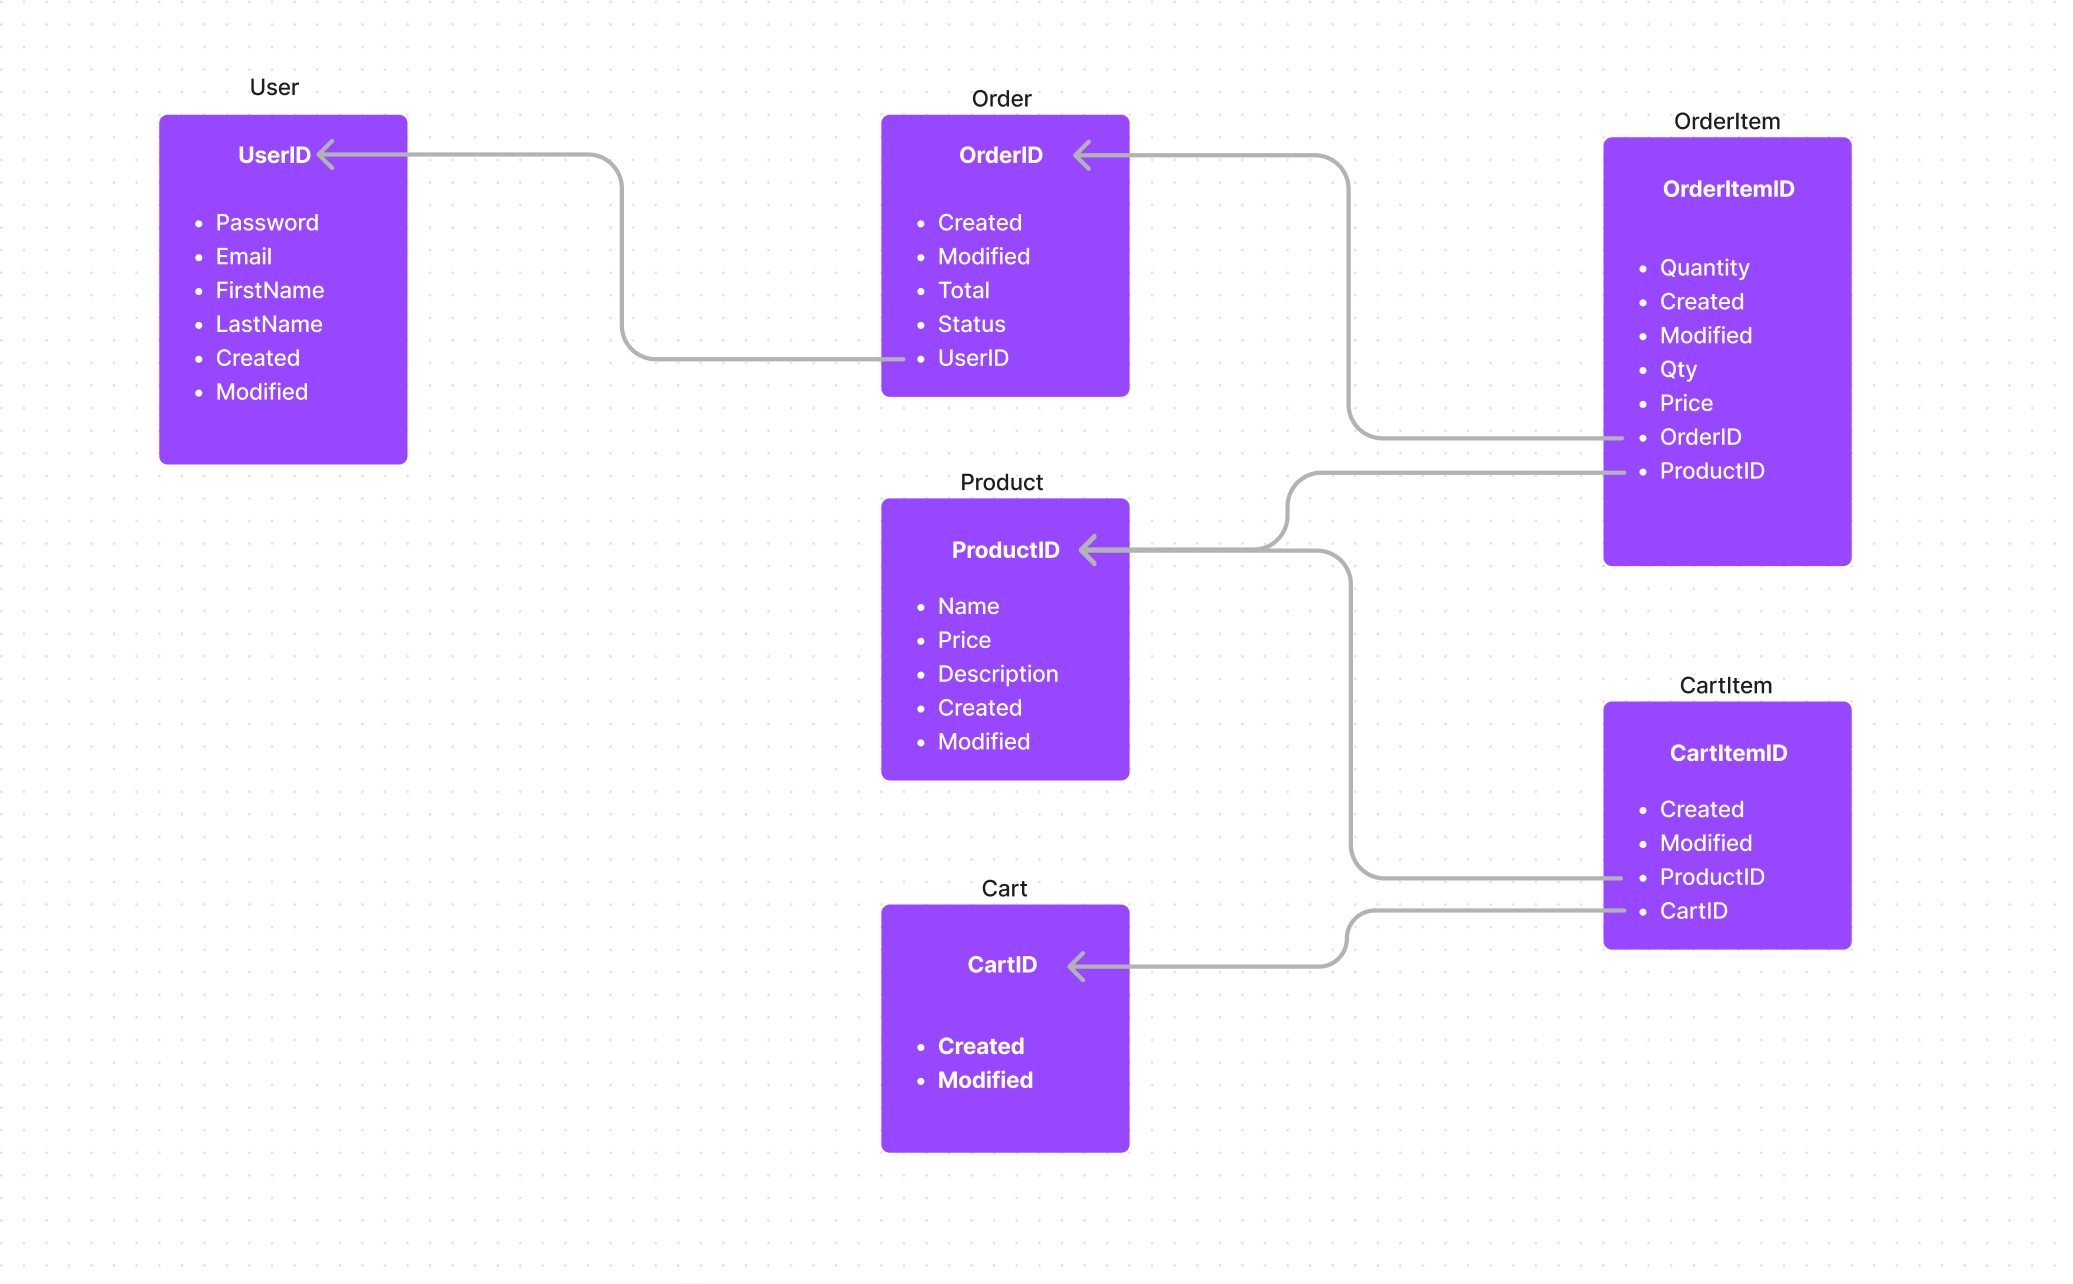 User
UserID
Password
Email
FirstName
LastName
Created
Modified
Order
OrderID
Created
Modified
Total
Status
UserID
OrderItem
OrderItemID
Quantity
Created
Modified
Qty
Price
OrderID
ProductID
Product
ProductID
Name
Price
Description
Created
Modified
CartItem
CartItemID
Created
Modified
ProductID
CartID
Cart
CartID
Created
Modified